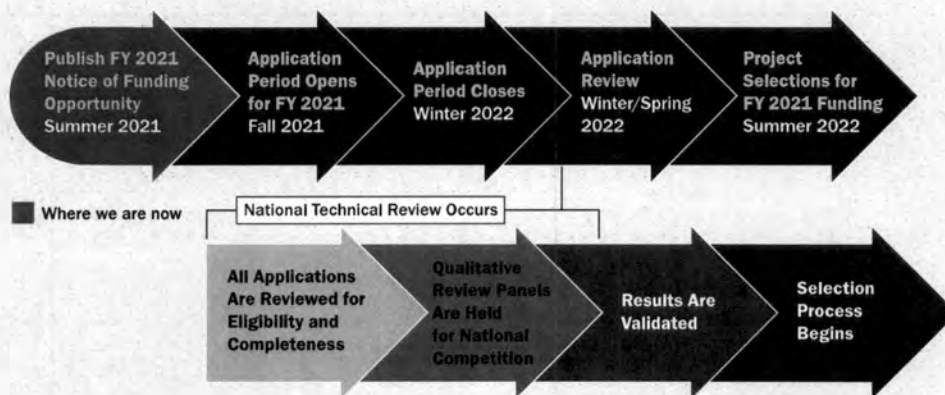 Publish FY 2021
Notice of Funding
Opportunity
Summer 2021
Application
Period Opens
for FY 2021
Fall 2021
Application
Period Closes
Winter 2022
Application
Review
Winter/Spring
2022
Project
Selections for
FY 2021 Funding
Summer 2022
Where we are now
National Technical Review Occurs
All Applications
Are Reviewed for
Eligibility and
Completeness
Qualitative
Review Panels
Are Held
for National
Competition
Results Are
Validated
Selection
Process
Begins